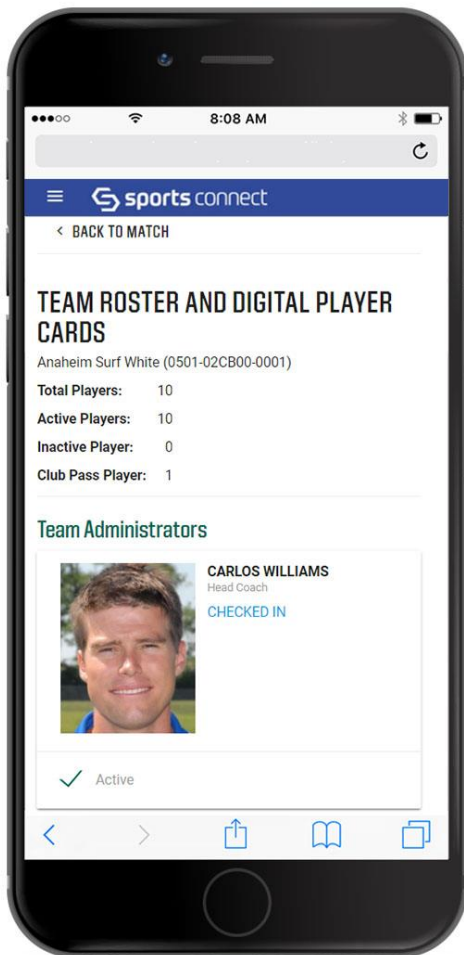 8:08 AM
sports connect
< BACK TO MATCH
TEAM ROSTER AND DIGITAL PLAYER
CARDS
Anaheim Surf White (0501-02CB00-0001)
Total Players: 10
Active Players: 10
Inactive Player: 0
Club Pass Player: 1
Team Administrators
CARLOS WILLIAMS
Head Coach
CHECKED IN
Active